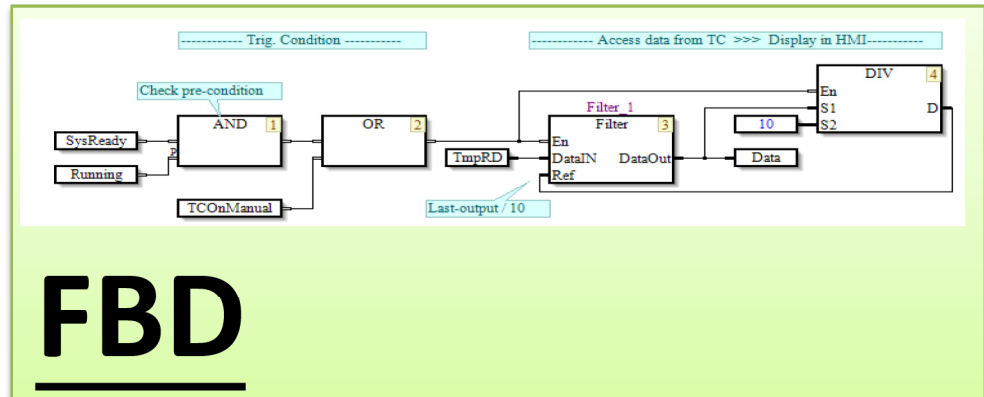 ------------ Trig. Condition -----------
------------ Access data from TC >>> Display in HMI-----------
Check pre-condition
AND 1
OR 2
Filter_1
Filter 3
DIV 4
En
S1
S2
D
10
SysReady
P
Running
TCOnManual
TmpRD
En
DataIN DataOut
Ref
Data
Last-output / 10
FBD